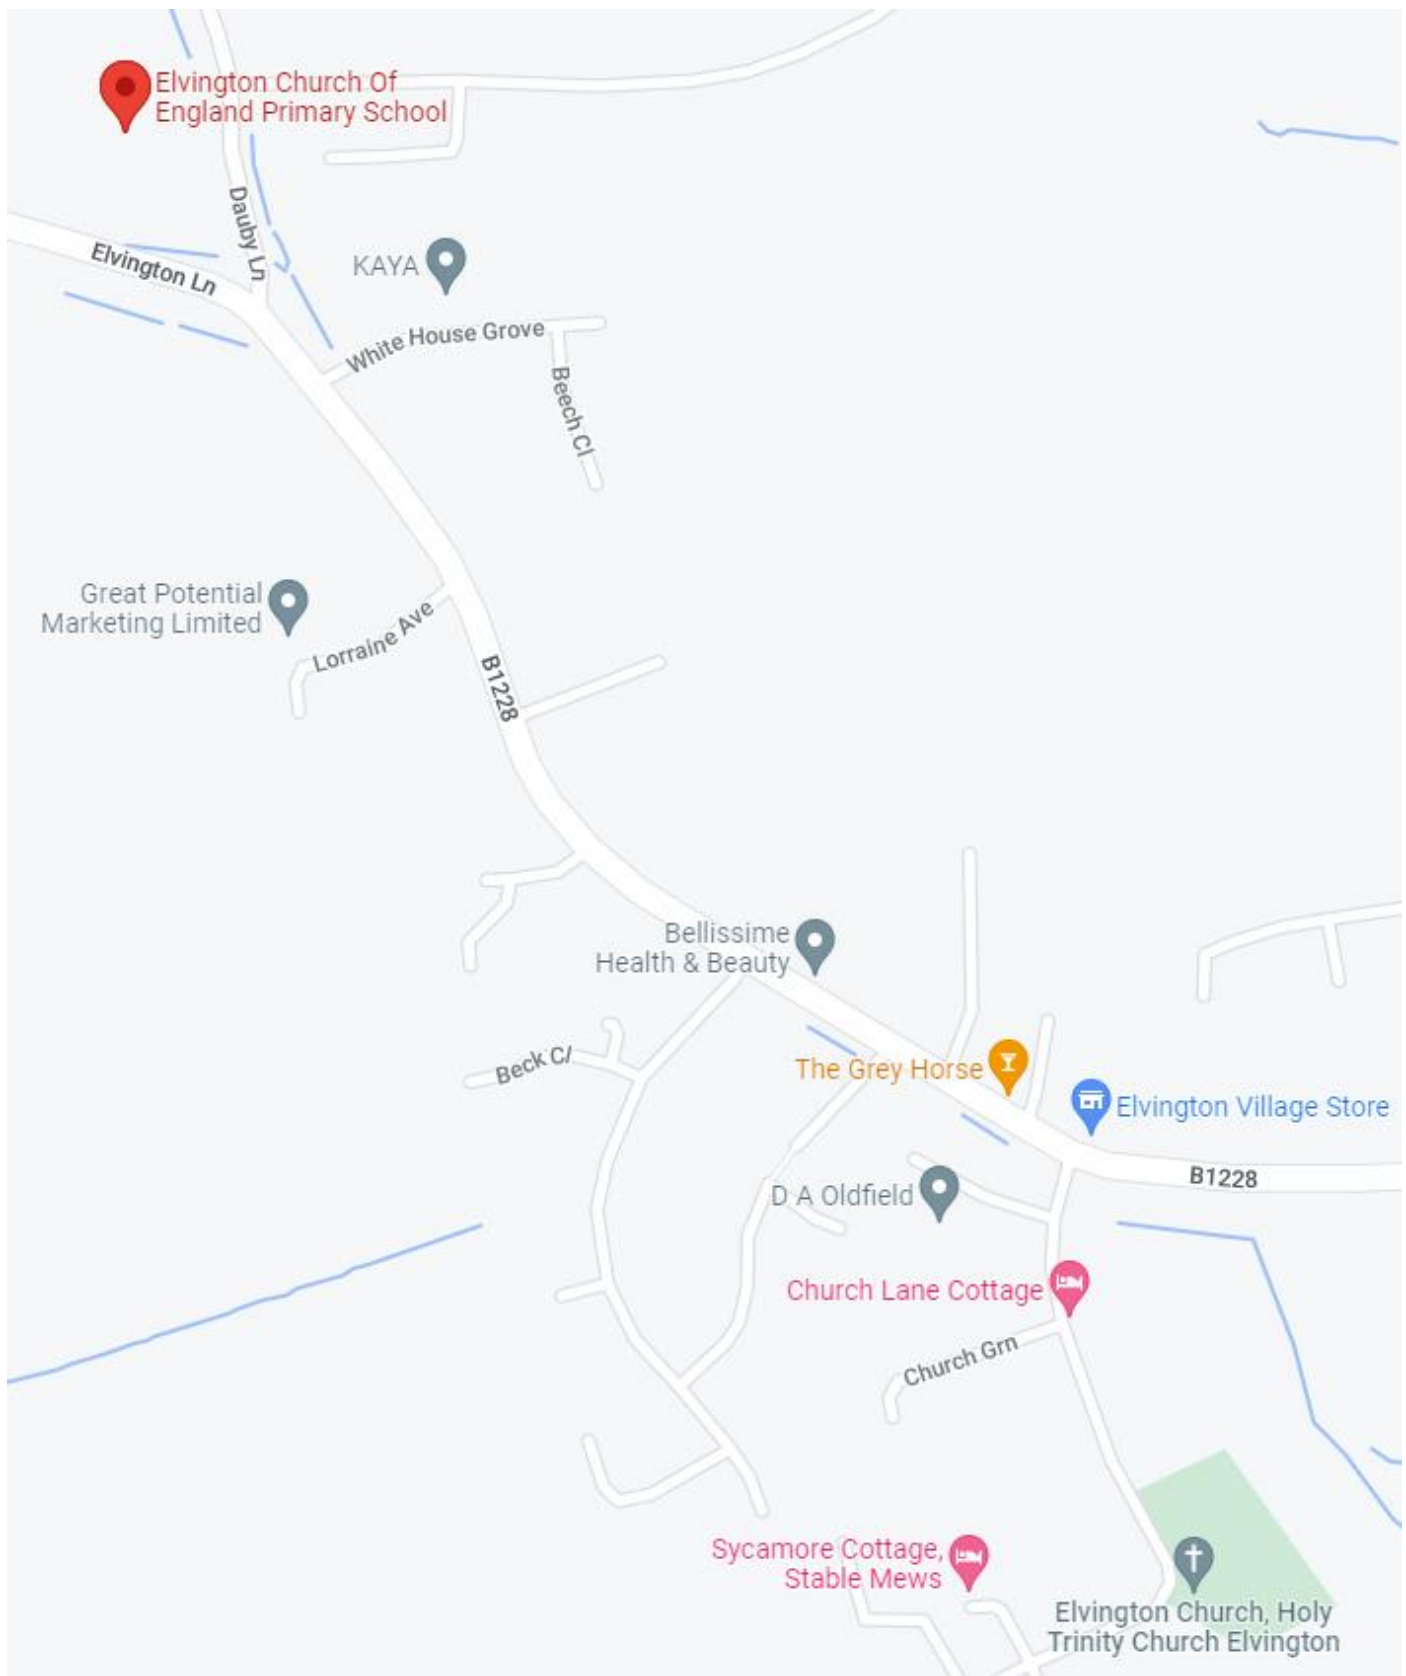 Elvington Church Of
England Primary School
Dauby Ln
Elvington Ln
KAYA
White House Grove
Beech Cl
Great Potential
Marketing Limited
Lorraine Ave
B1228
Bellissime
Health & Beauty
Beck Cl
The Grey Horse
Elvington Village Store
B1228
D A Oldfield
Church Lane Cottage
Church Grn
Sycamore Cottage,
Stable Mews
Elvington Church, Holy
Trinity Church Elvington